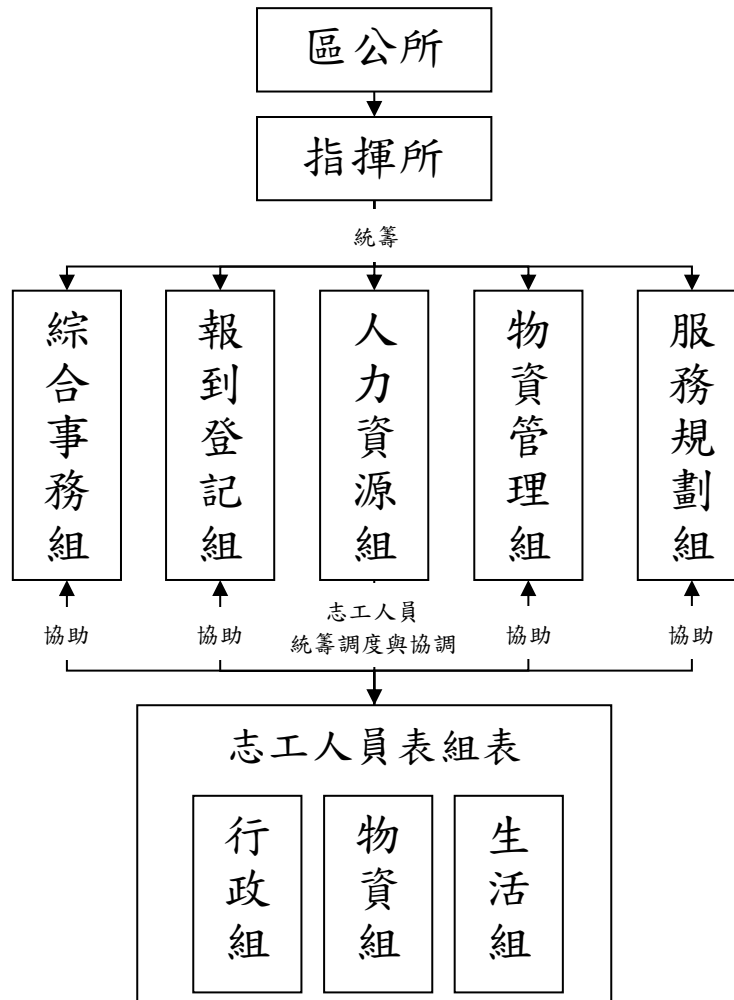 區公所
指揮所
統籌
綜合事務組
報到登記組
人力資源組
物資管理組
服務規劃組
協助
協助
志工人員
統籌調度與協調
協助
協助
志工人員表組表
行政組
物資組
生活組